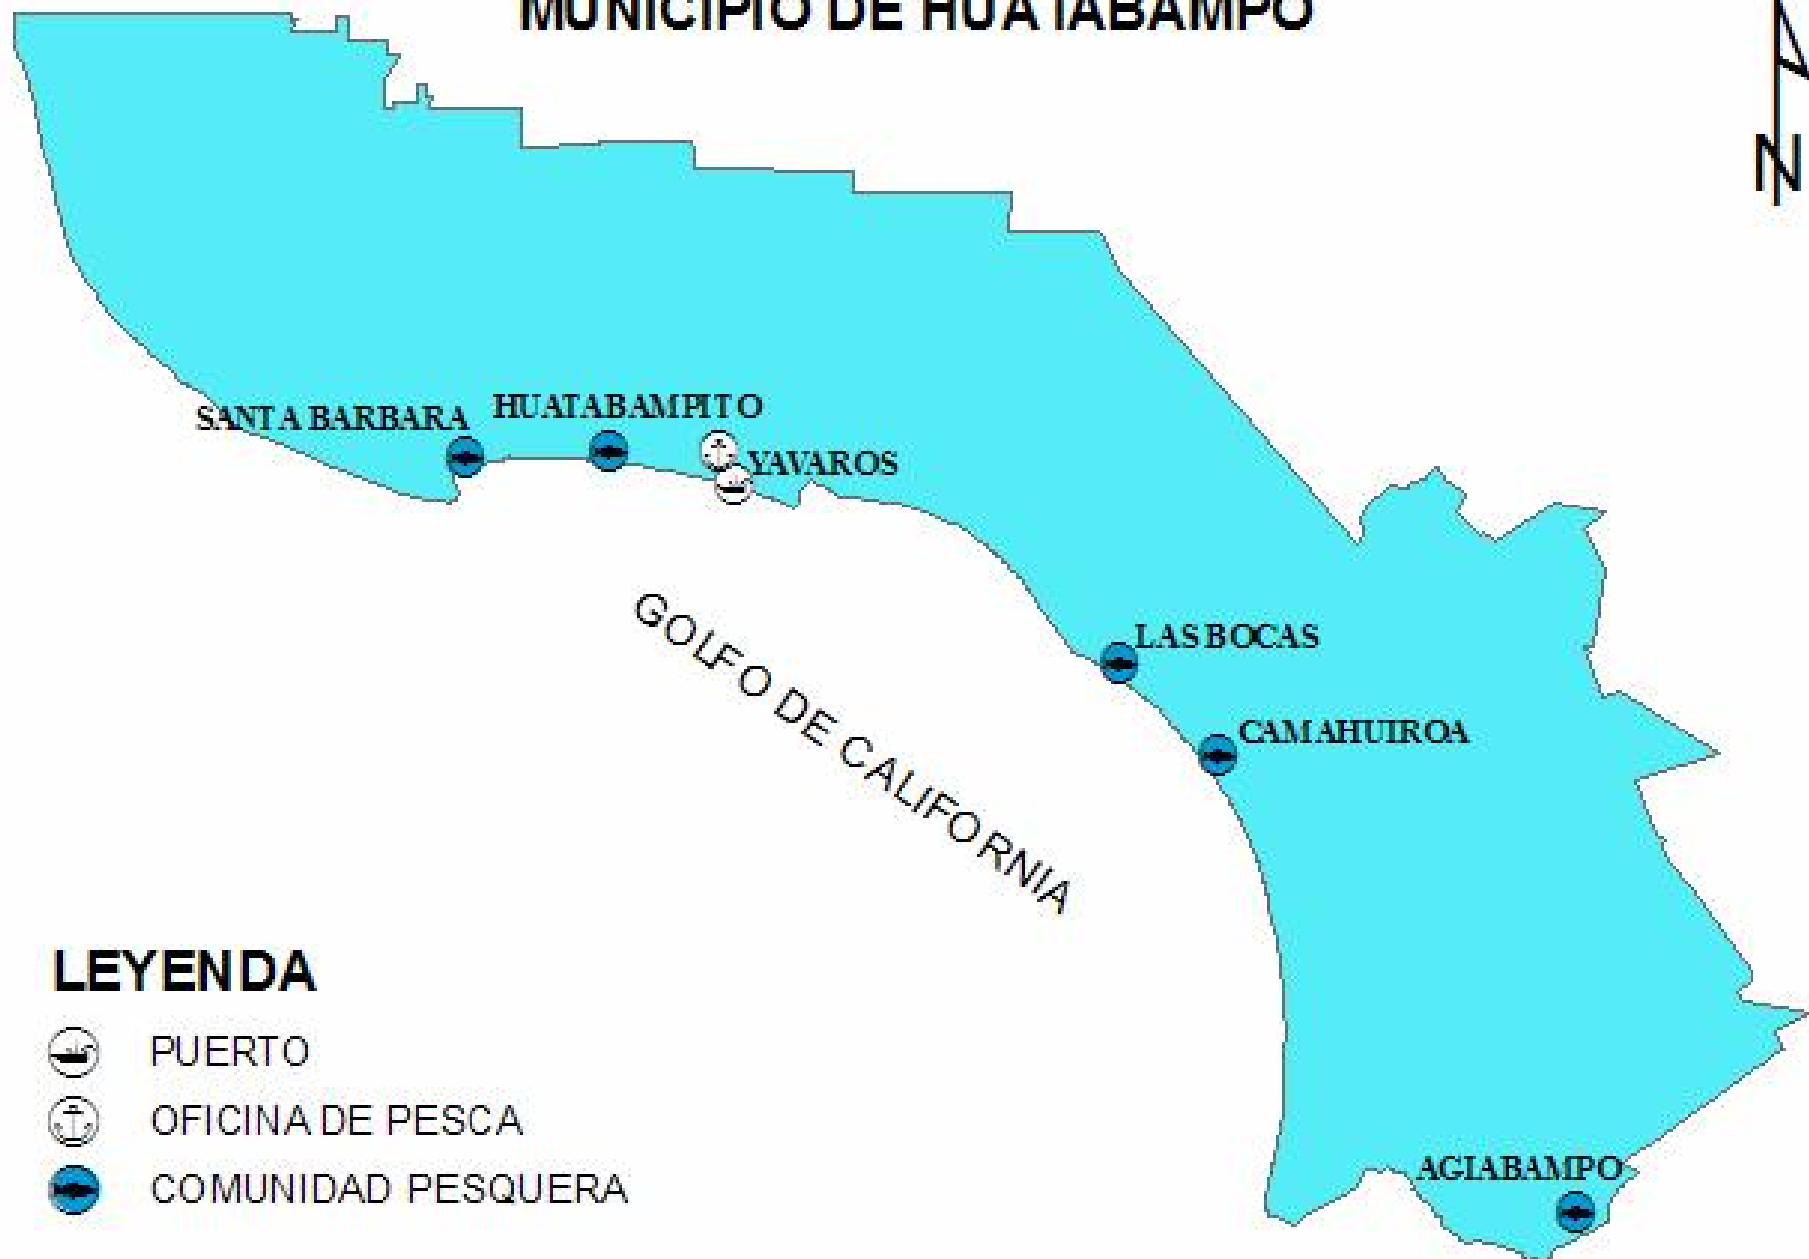 MUNICIPIO DE HUATABAMPO
N
SANTA BARBARA
HUATABAMPITO
YAVAROS
GOLFO DE CALIFORNIA
LAS BOCAS
CAMAHUIROA
AGIABAMPO
LEYENDA
PUERTO
OFICINA DE PESCA
COMUNIDAD PESQUERA